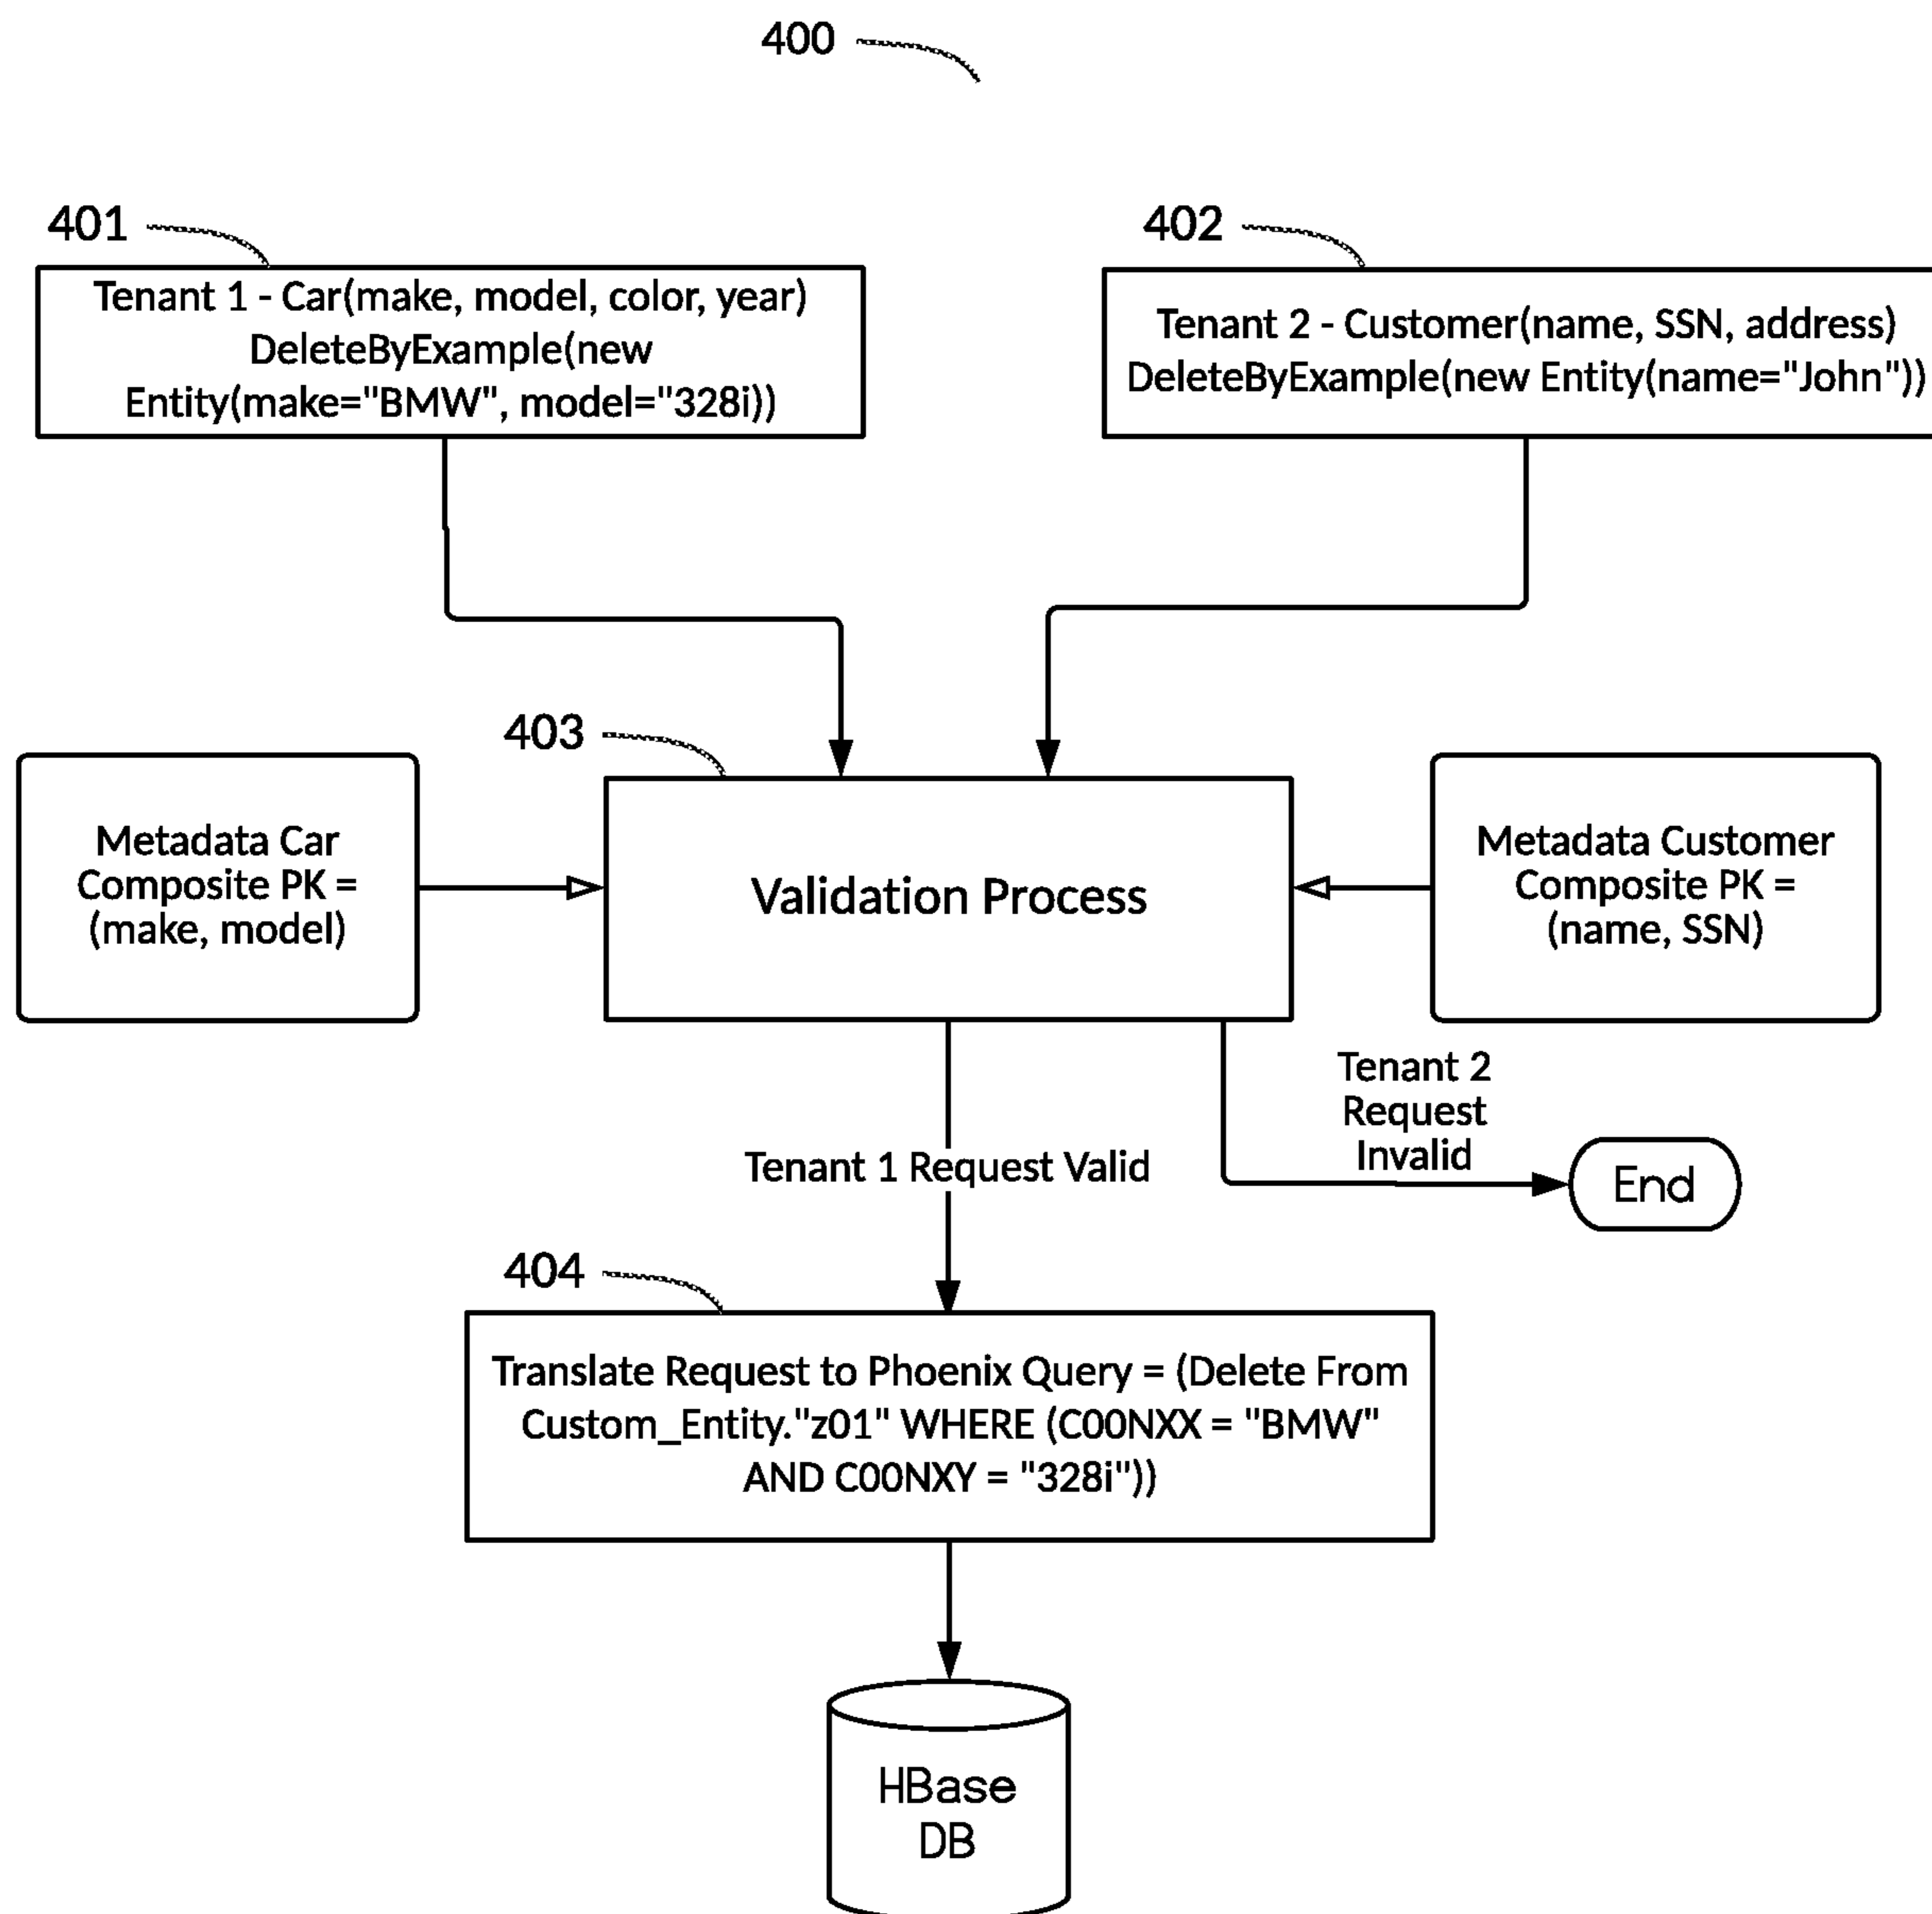 400
401
Tenant 1 - Car(make, model, color, year)
DeleteByExample(new
Entity(make="BMW", model="328i))
402
Tenant 2 - Customer(name, SSN, address)
DeleteByExample(new Entity(name="John"))
403
Metadata Car
Composite PK =
(make, model)
Validation Process
Metadata Customer
Composite PK =
(name, SSN)
Tenant 1 Request Valid
Tenant 2
Request
Invalid
End
404
Translate Request to Phoenix Query = (Delete From
Custom_Entity."z01" WHERE (C00NXX = "BMW"
AND C00NXY = "328i"))
HBase
DB